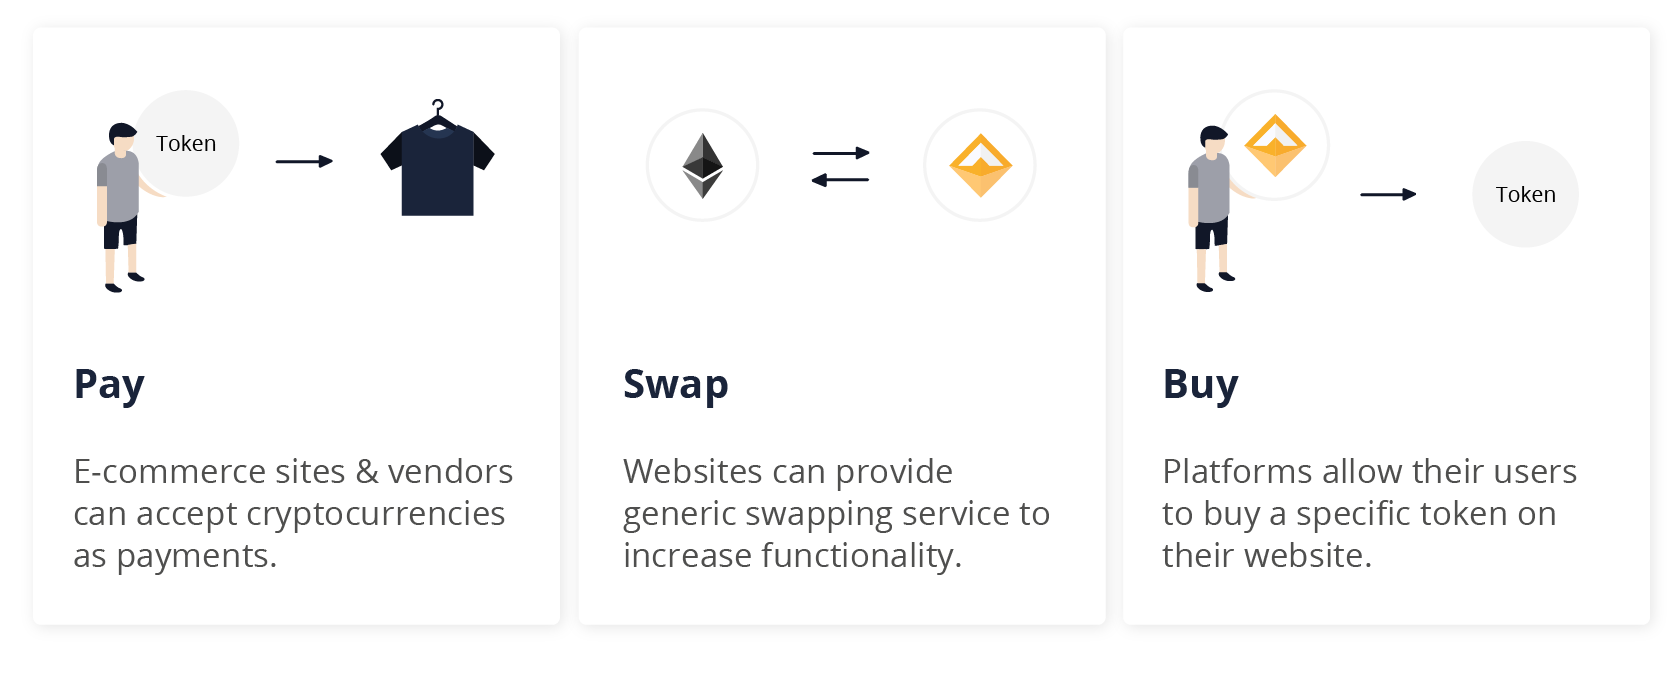 Token
Pay
E-commerce sites & vendors
can accept cryptocurrencies
as payments.
Swap
Websites can provide
generic swapping service to
increase functionality.
Token
Buy
Platforms allow their users
to buy a specific token on
their website.